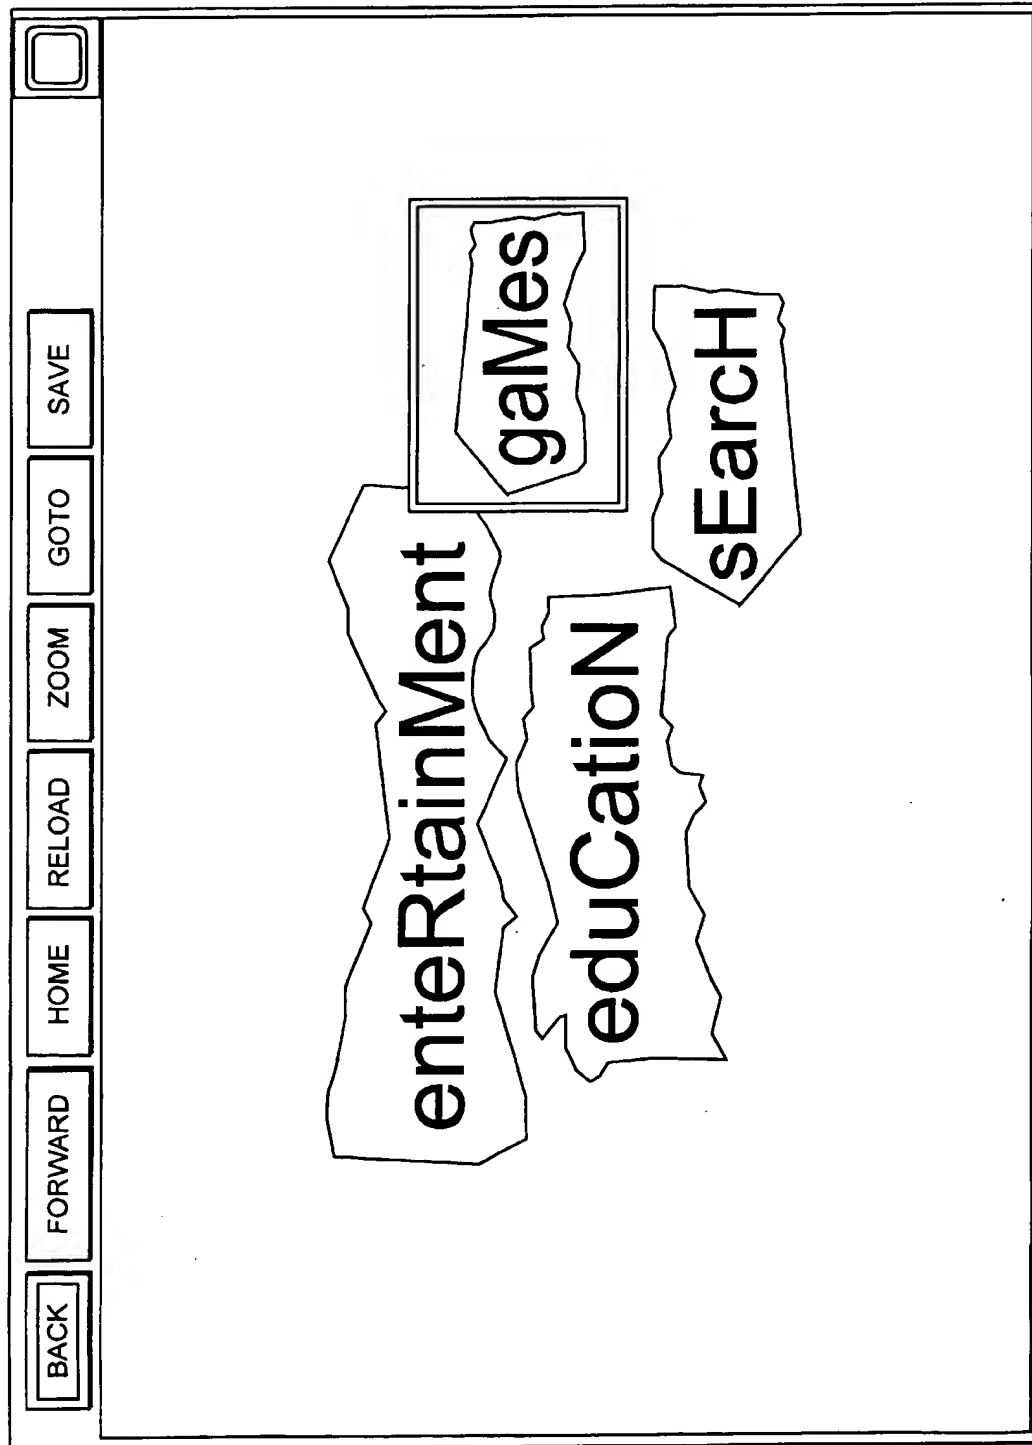 BACK FORWARD HOME RELOAD ZOOM GOTO SAVE
enteRtainMent
gaMes
eduCatioN
sEarcH